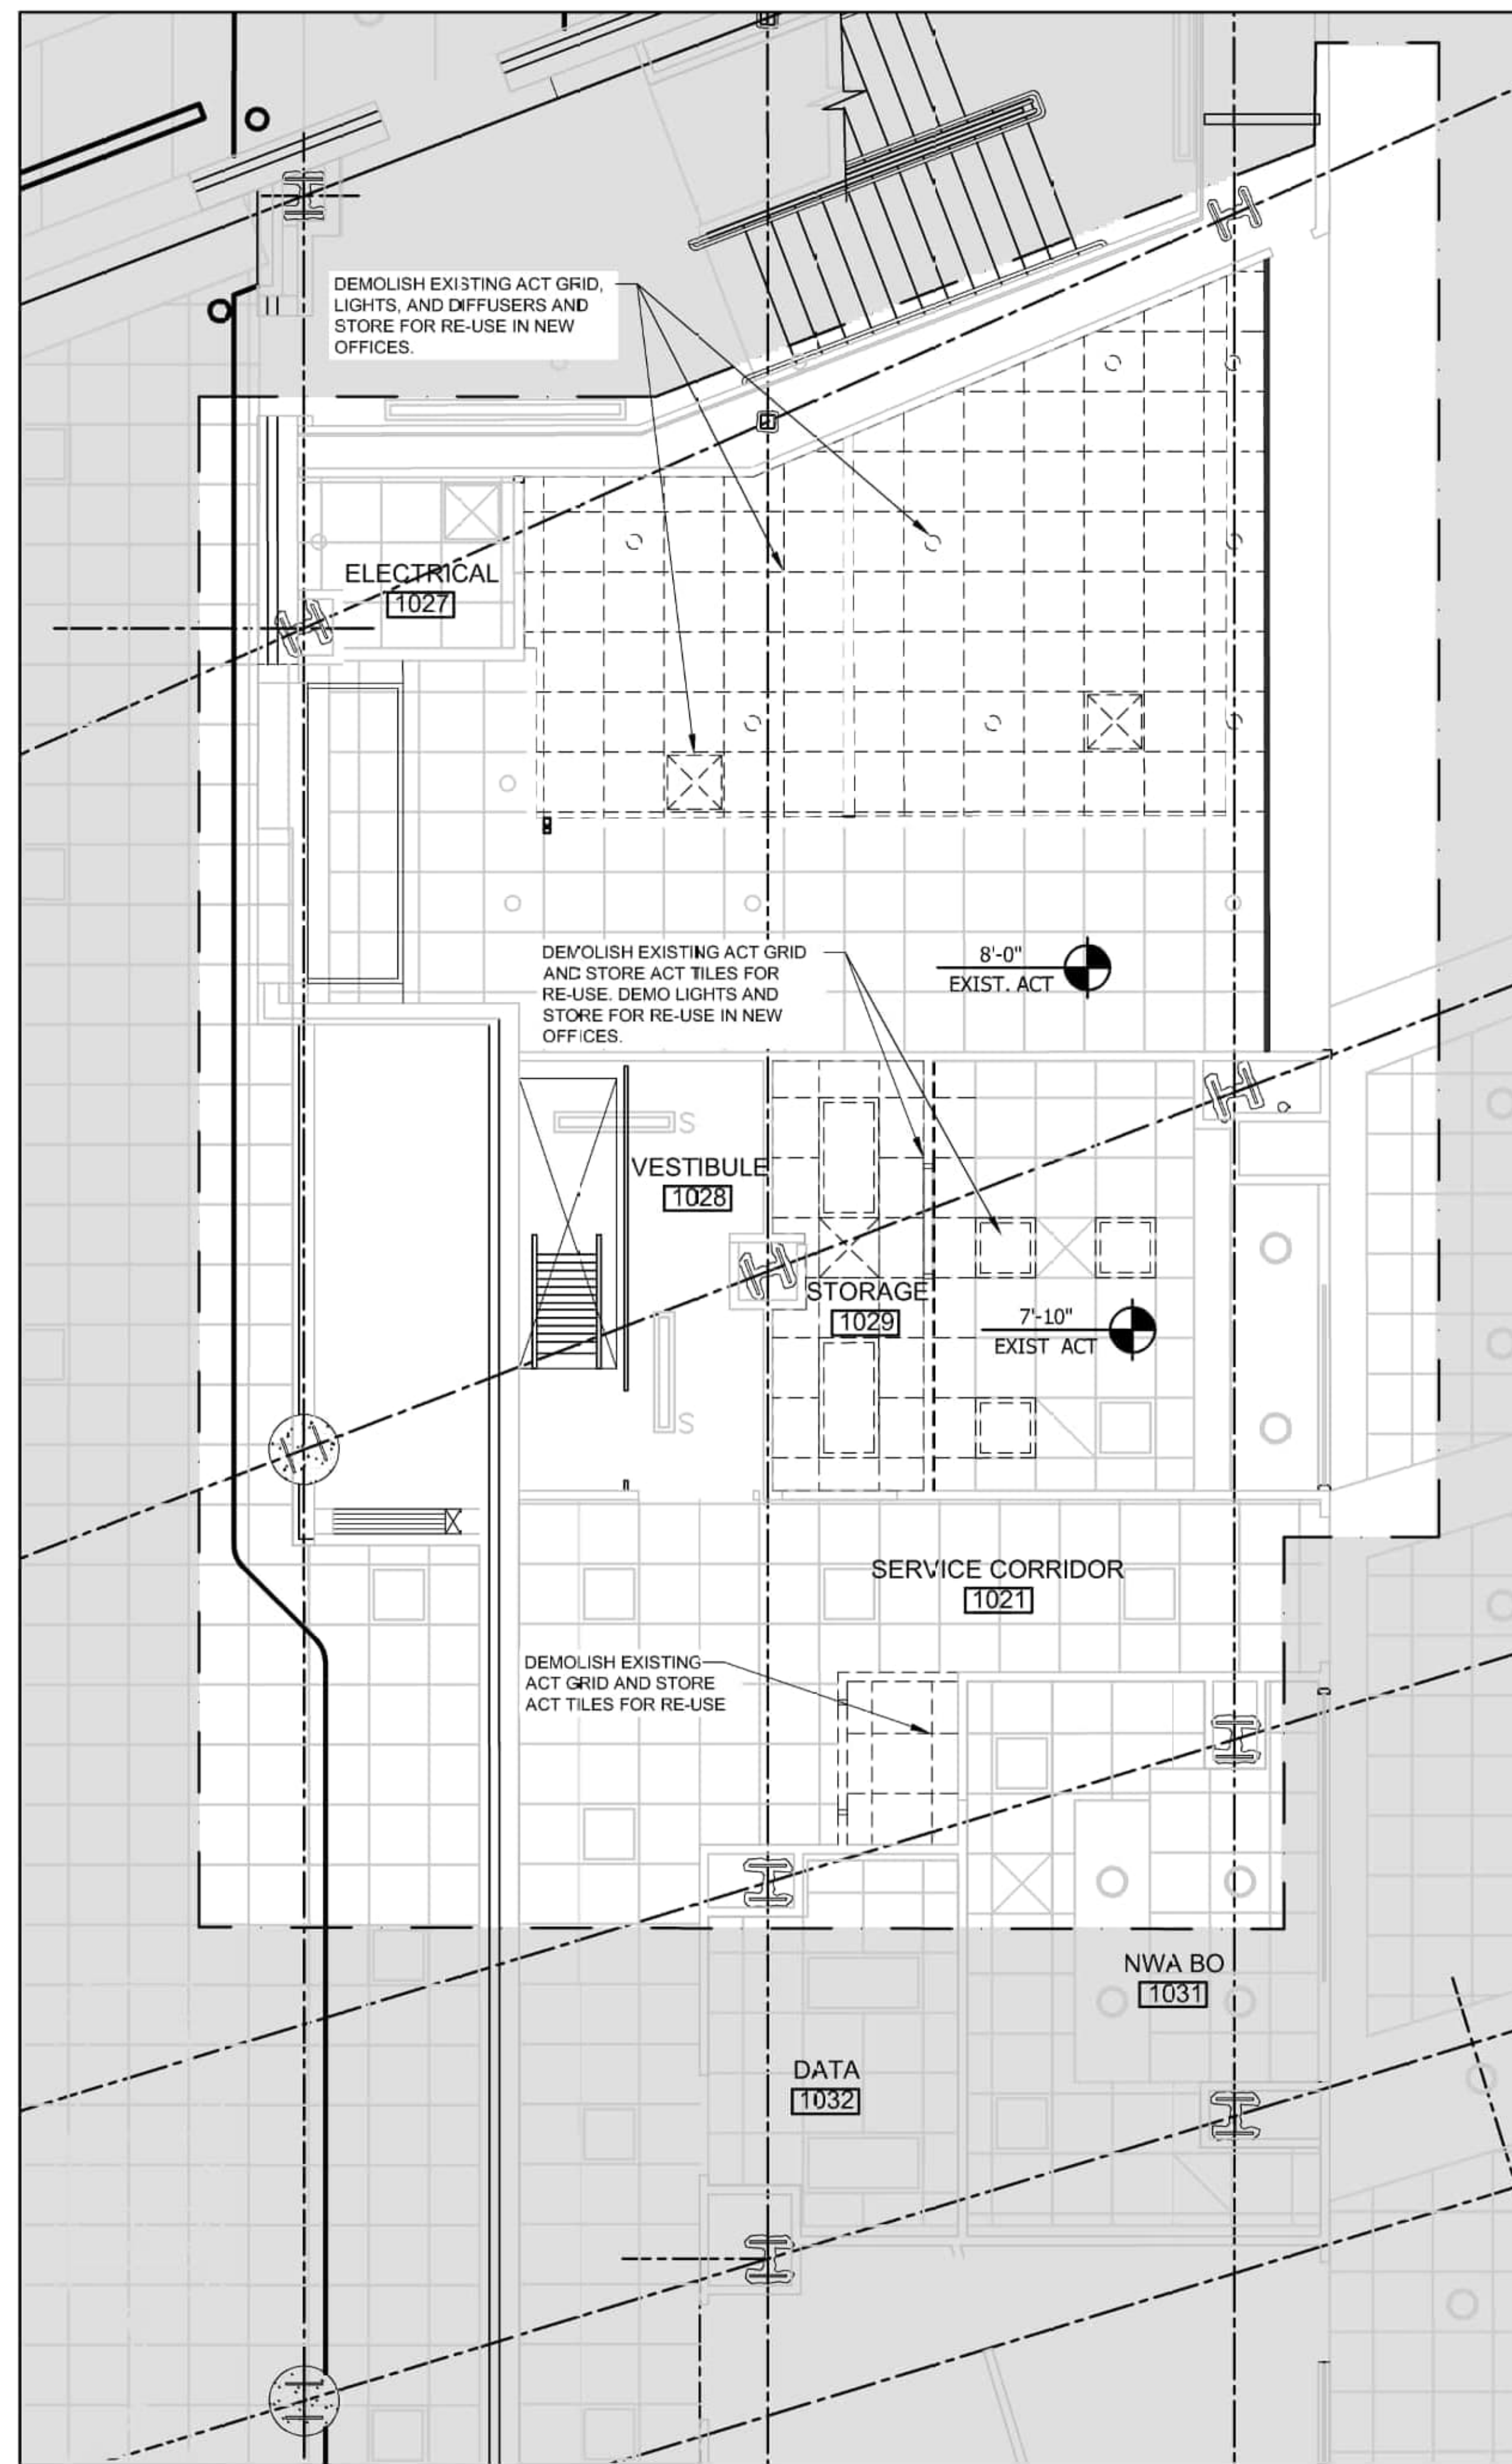 DEMOLISH EXISTING ACT GRID,
LIGHTS, AND DIFFUSERS AND
STORE FOR RE-USE IN NEW
OFFICES.
ELECTRICAL
1027
DEMOLISH EXISTING ACT GRID
AND STORE ACT TILES FOR
RE-USE. DEMO LIGHTS AND
STORE FOR RE-USE IN NEW
OFFICES.
8'-0"
EXIST. ACT
S
VESTIBULE
1028
STORAGE
1029
7'-10"
EXIST ACT
S
SERVICE CORRIDOR
1021
DEMOLISH EXISTING
ACT GRID AND STORE
ACT TILES FOR RE-USE
NWA BO
1031
DATA
1032